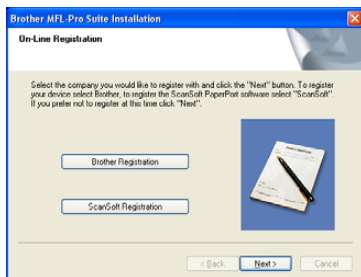 Brother MFL-Pro Suite Installation
On-Line Registration
Select the company you would like to register with and click the "Next" button. To register
your device select Brother, to register the ScanSoft PaperPort software select "ScanSoft".
If you prefer not to register at this time click "Next".
Brother Registration
ScanSoft Registration
< Back Next > Cancel